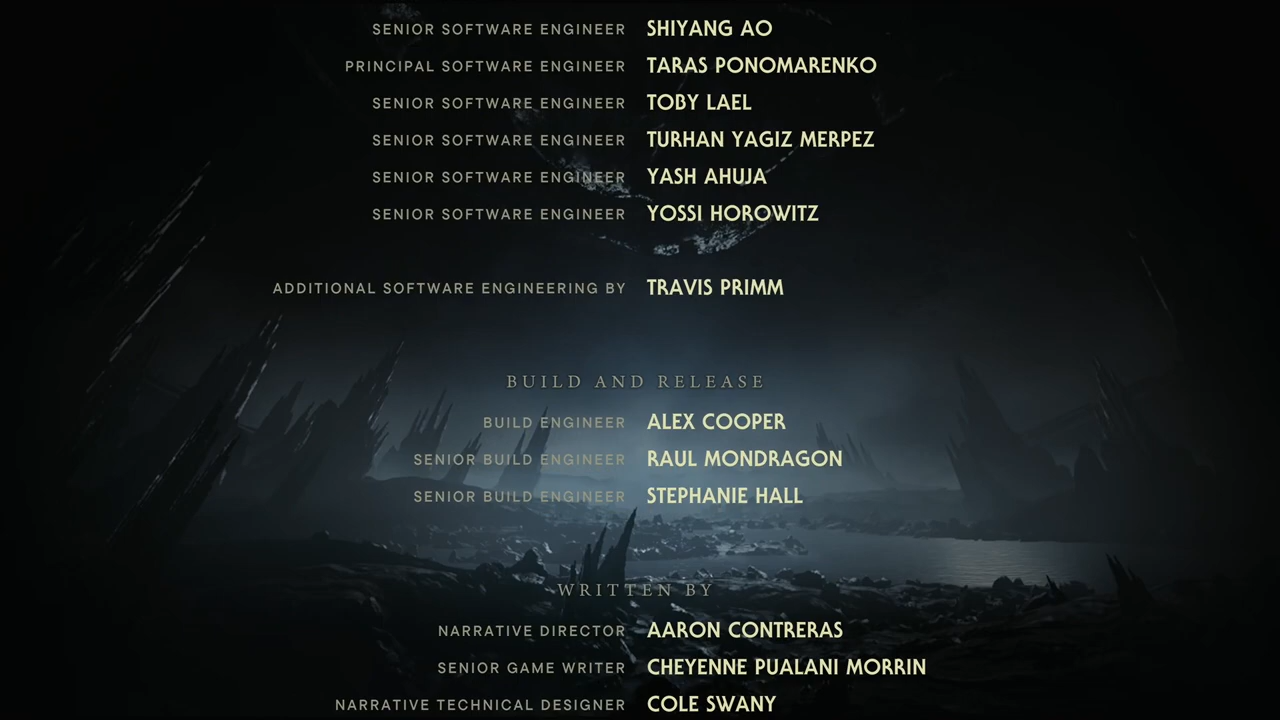 SENIOR SOFTWARE ENGINEER SHIYANG AO
PRINCIPAL SOFTWARE ENGINEER TARAS PONOMARENKO
SENIOR SOFTWARE ENGINEER TOBY LAEL
SENIOR SOFTWARE ENGINEER TURHAN YAGIZ MERPEZ
SENIOR SOFTWARE ENGINEER YASH AHUJA
SENIOR SOFTWARE ENGINEER YOSSI HOROWITZ
ADDITIONAL SOFTWARE ENGINEERING BY TRAVIS PRIMM
BUILD AND RELEASE
BUILD ENGINEER ALEX COOPER
SENIOR BUILD ENGINEER RAUL MONDRAGON
SENIOR BUILD ENGINEER STEPHANIE HALL
WRITTEN BY
NARRATIVE DIRECTOR AARON CONTRERAS
SENIOR GAME WRITER CHEYENNE PUALANI MORRIN
NARRATIVE TECHNICAL DESIGNER COLE SWANY